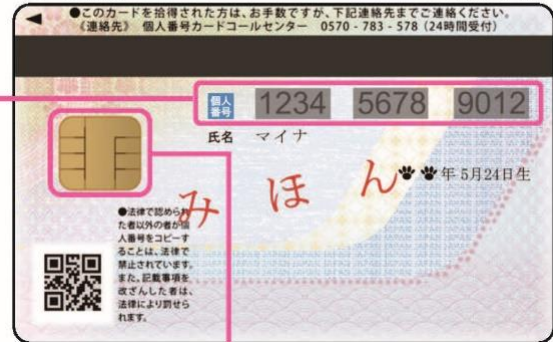 ●このカードを拾得された方は、お手数ですが、下記連絡先までご連絡ください。
《連絡先》 個人番号カードコールセンター 0570-783-578 (24時間受付)
個人番号 1234 5678 9012
氏名 マイナ
年 5月24日生
みほん
●法律で認められ
た者以外の者が個
人番号をコピーす
ることは、法律で
禁止されています。
また、記載事項を
改ざんした者は、
法律により罰せら
れます。